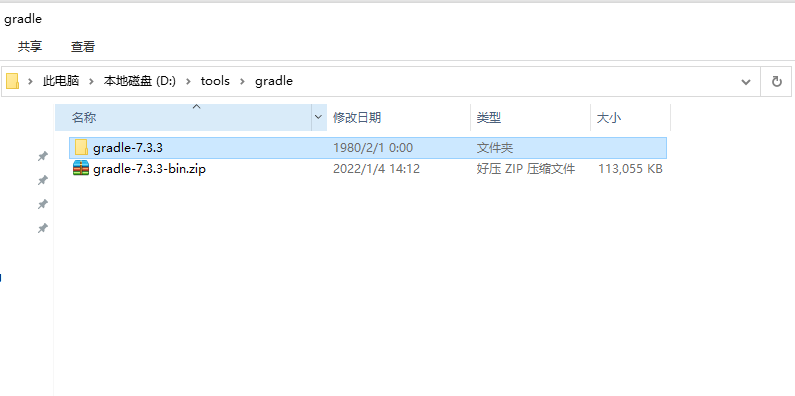 gradle
共享 查看
此电脑 > 本地磁盘 (D:) > tools > gradle
名称 修改日期 类型 大小
gradle-7.3.3 1980/2/1 0:00 文件夹
gradle-7.3.3-bin.zip 2022/1/4 14:12 好压 ZIP 压缩文件 113,055 KB